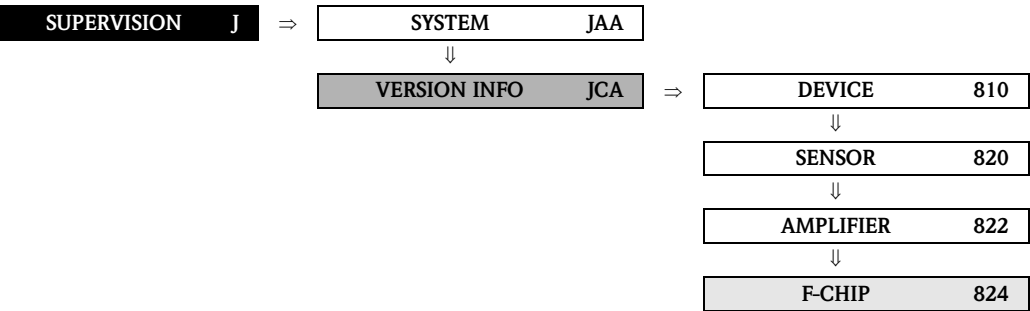 SUPERVISION J ⇒ SYSTEM JAA
⇓
VERSION INFO JCA ⇒ DEVICE 810
⇓
SENSOR 820
⇓
AMPLIFIER 822
⇓
F-CHIP 824